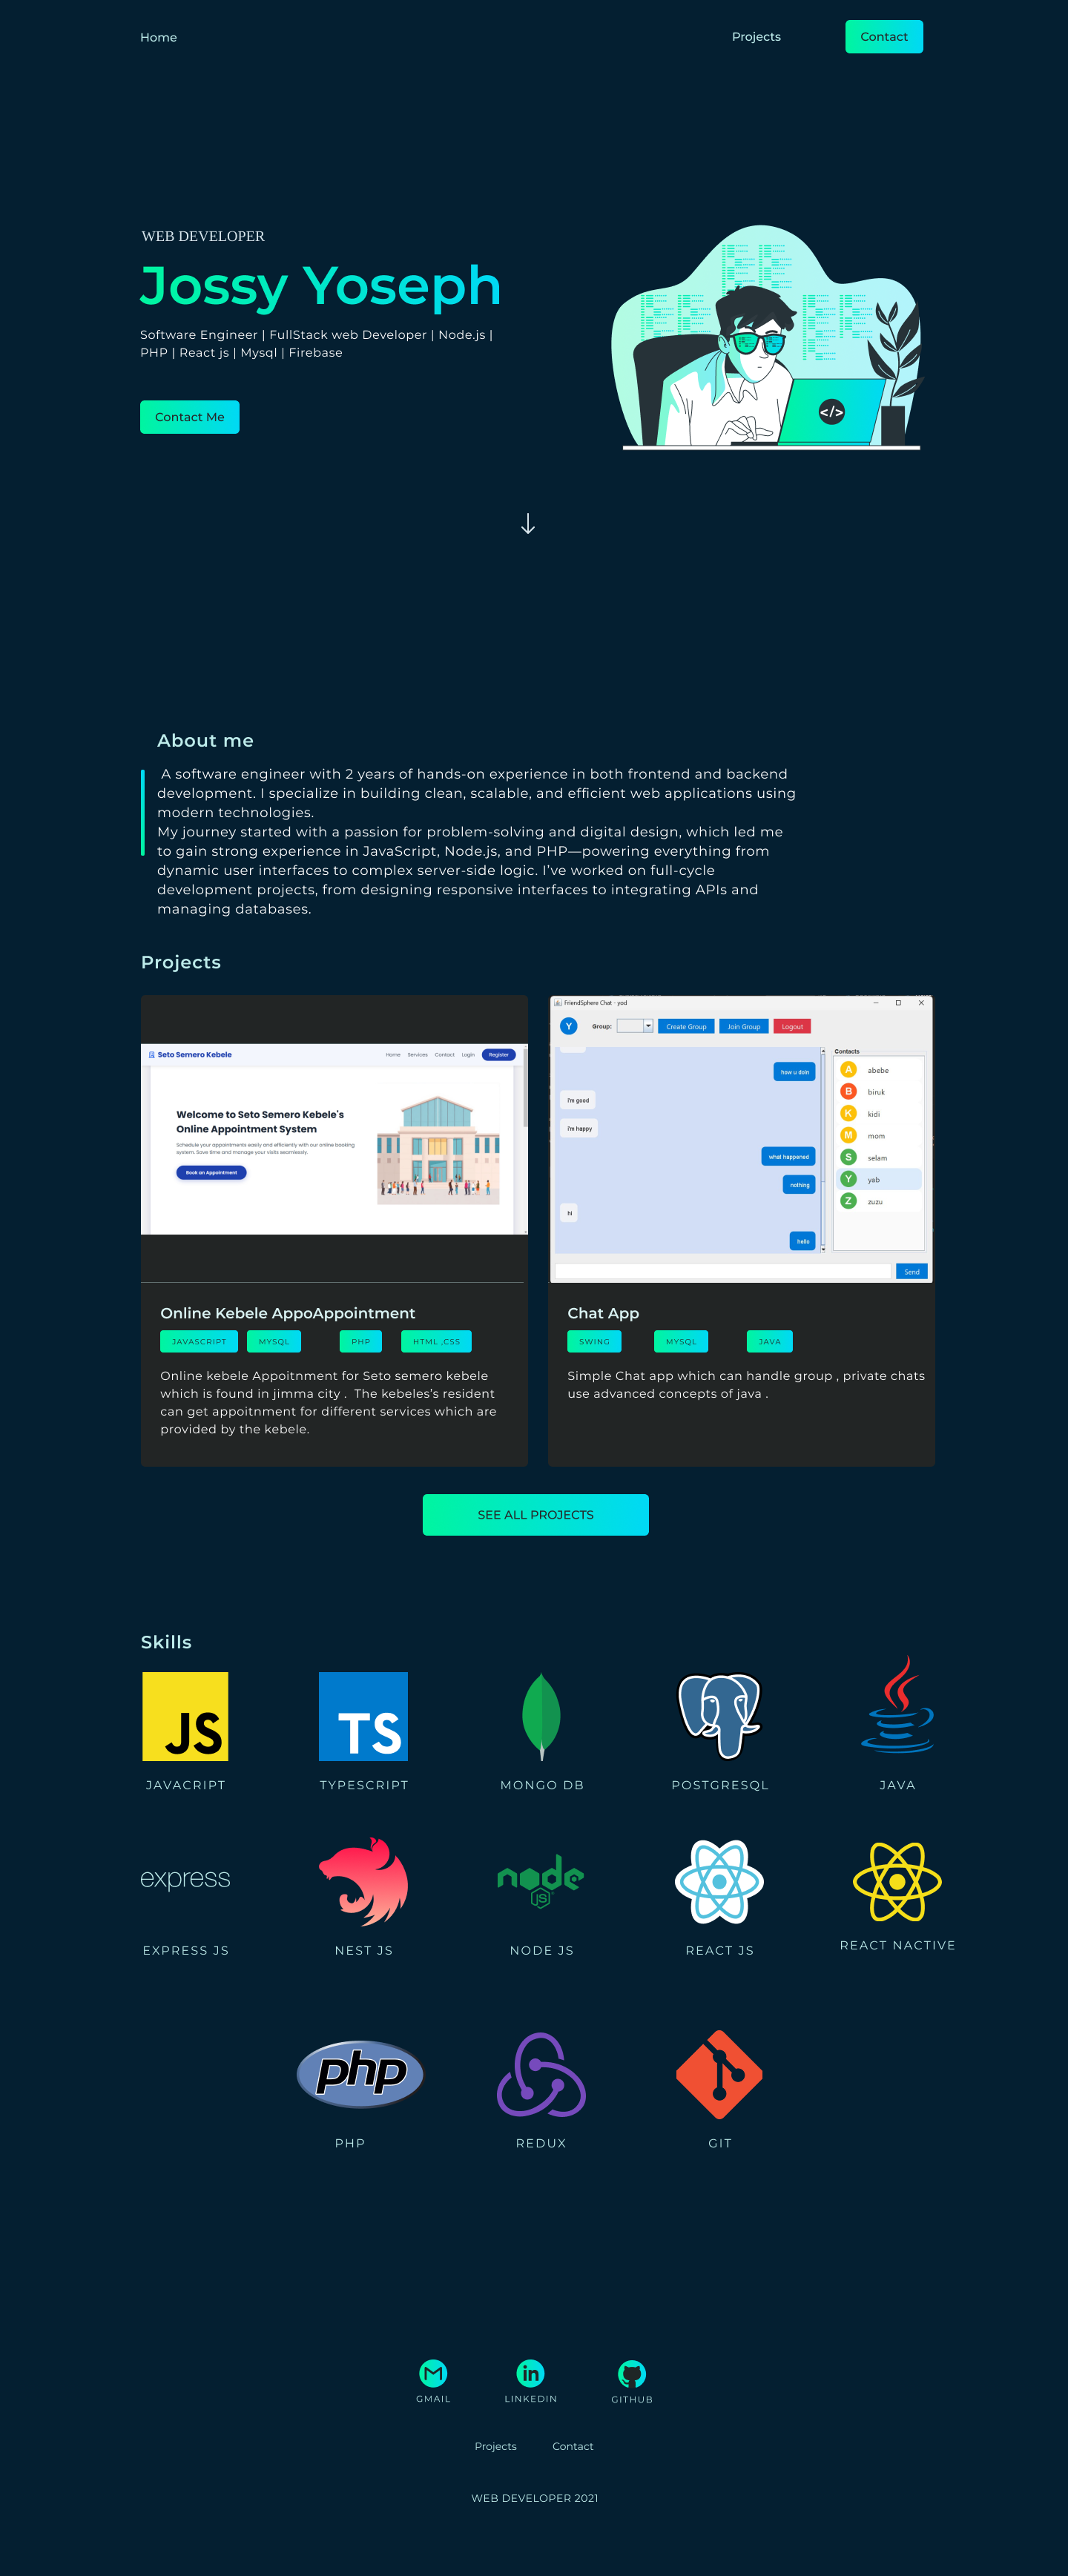 Home
Projects
Contact
WEB DEVELOPER
Jossy Yoseph
Software Engineer | FullStack web Developer | Node.js |
PHP | React js | Mysql | Firebase
Contact Me
</>
About me
A software engineer with 2 years of hands-on experience in both frontend and backend
development. I specialize in building clean, scalable, and efficient web applications using
modern technologies.
My journey started with a passion for problem-solving and digital design, which led me
to gain strong experience in JavaScript, Node.js, and PHP—powering everything from
dynamic user interfaces to complex server-side logic. I’ve worked on full-cycle
development projects, from designing responsive interfaces to integrating APIs and
managing databases.
Projects
Seto Semero Kebele
Home Services Contact Login Register
Welcome to Seto Semero Kebele's
Online Appointment System
Schedule your appointments easily and efficiently with our online booking
system. Save time and manage your visits seamlessly.
Book an Appointment
Online Kebele AppoAppointment
JAVASCRIPT MYSQL PHP HTML ,CSS
Online kebele Appoitnment for Seto semero kebele
which is found in jimma city .  The kebeles’s resident
can get appoitnment for different services which are
provided by the kebele.
FriendSphere Chat - yod
Y Group: Create Group Join Group Logout
Contacts
how u doin
I'm good
I'm happy
what happened
nothing
hi
hello
A abebe
B biruk
K kidi
M mom
S selam
Y yab
Z zuzu
Send
Chat App
SWING MYSQL JAVA
Simple Chat app which can handle group , private chats
use advanced concepts of java .
SEE ALL PROJECTS
Skills
JS
TS
JAVACRIPT
TYPESCRIPT
MONGO DB
POSTGRESQL
JAVA
express
node
JS
EXPRESS JS
NEST JS
NODE JS
REACT JS
REACT NACTIVE
php
PHP
REDUX
GIT
in
GMAIL
LINKEDIN
GITHUB
Projects
Contact
WEB DEVELOPER 2021